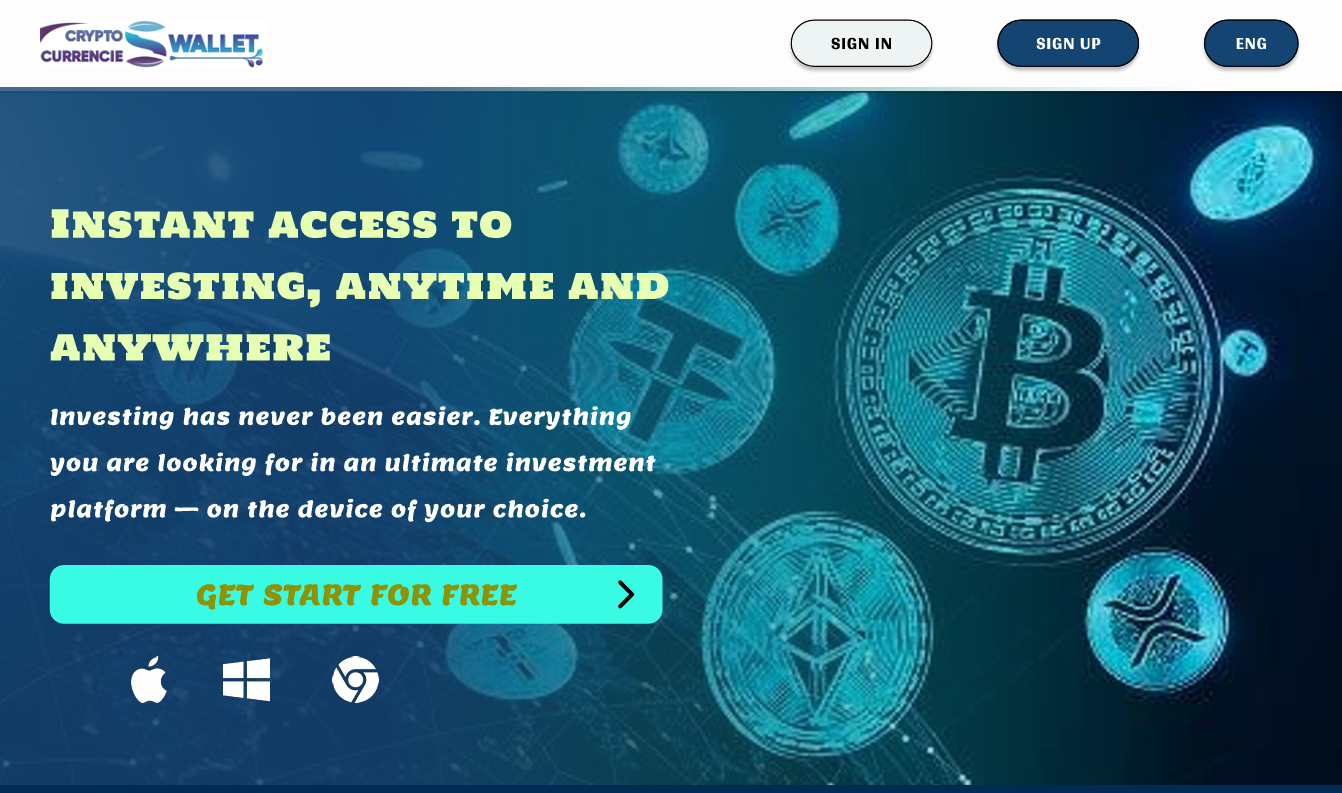 CRYPTO
CURRENCIE S WALLET
SIGN IN
SIGN UP
ENG
Instant access to
investing, anytime and
anywhere
Investing has never been easier. Everything
you are looking for in an ultimate investment
platform — on the device of your choice.
GET START FOR FREE